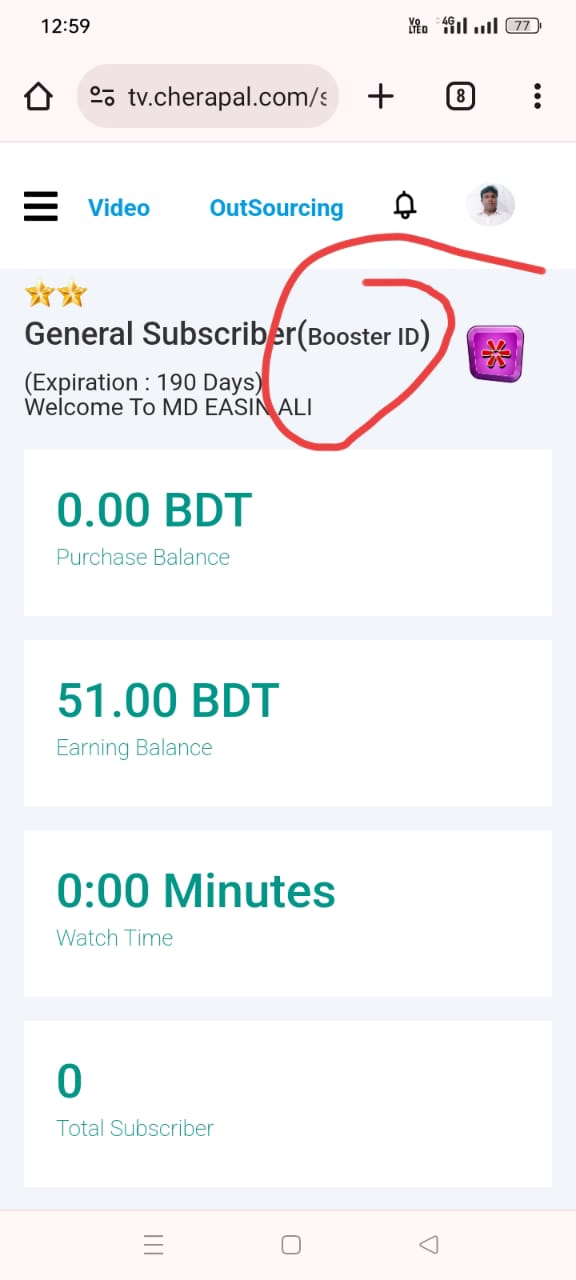 12:59
Vo LTE 4G 77
tv.cherapal.com/s
8
Video OutSourcing
General Subscriber(Booster ID)
(Expiration : 190 Days)
Welcome To MD EASIN ALI
0.00 BDT
Purchase Balance
51.00 BDT
Earning Balance
0:00 Minutes
Watch Time
0
Total Subscriber